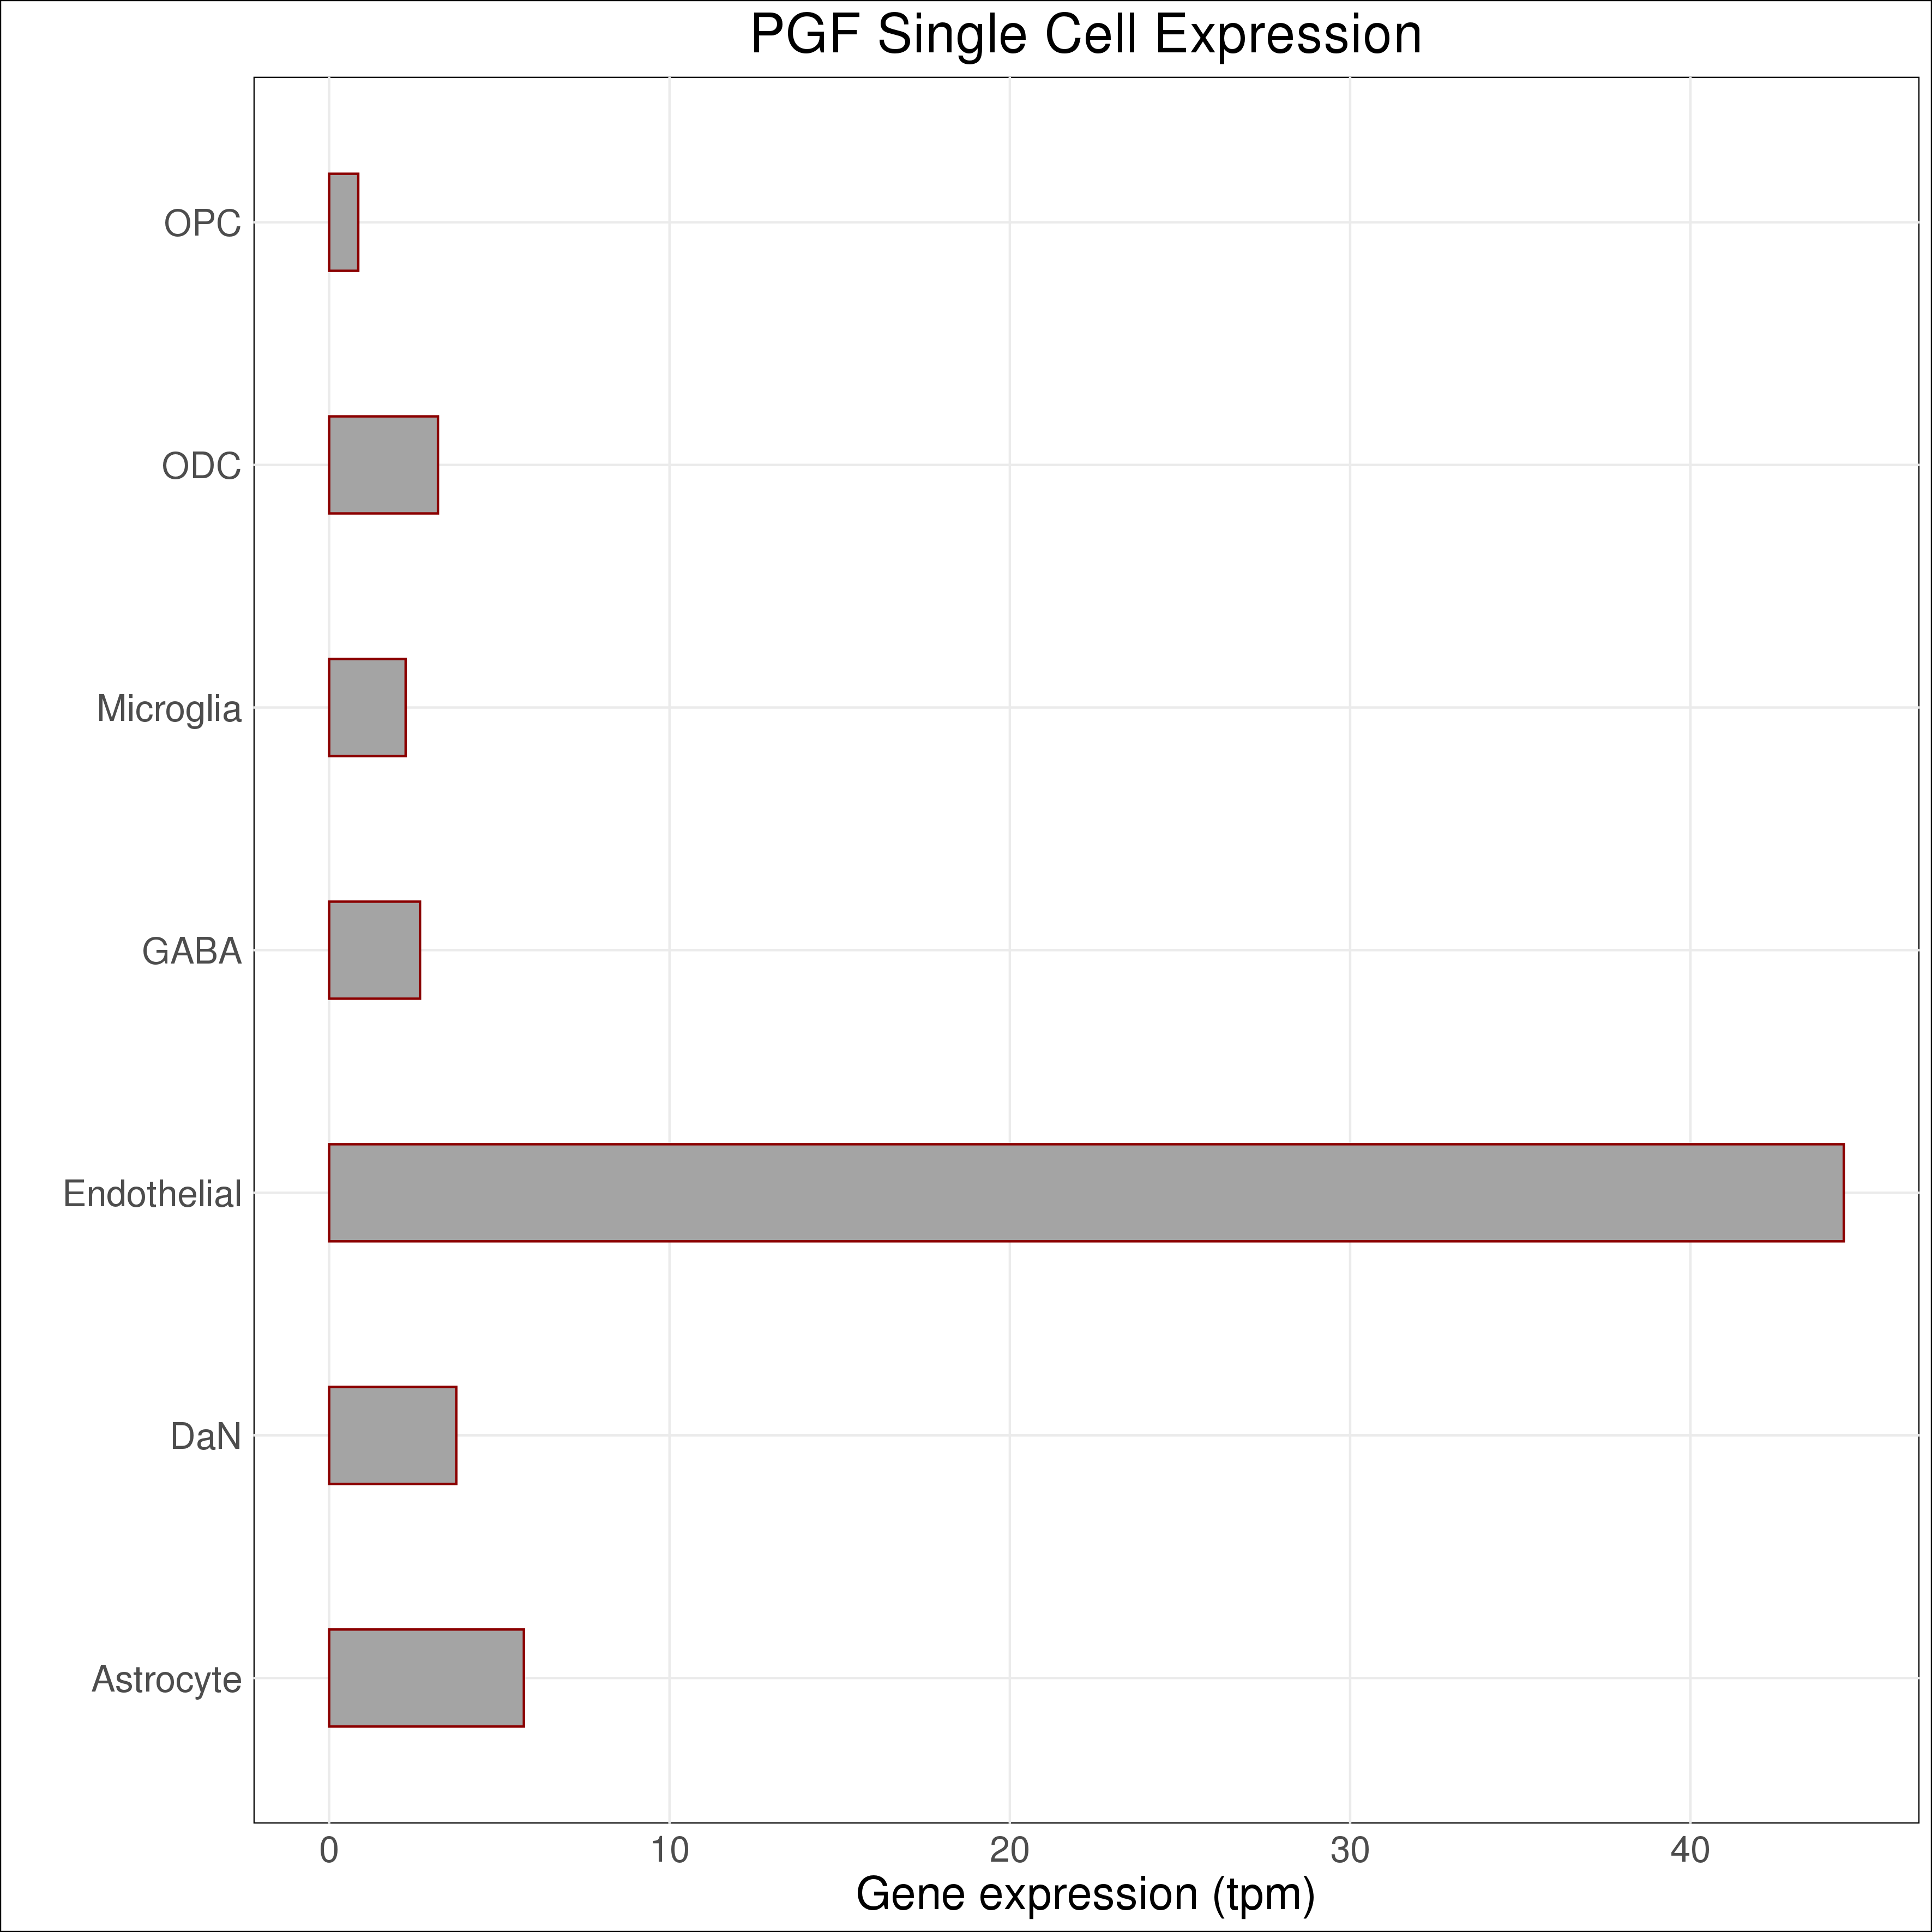 PGF Single Cell Expression
OPC
ODC
Microglia
GABA
Endothelial
DaN
Astrocyte
0 10 20 30 40
Gene expression (tpm)